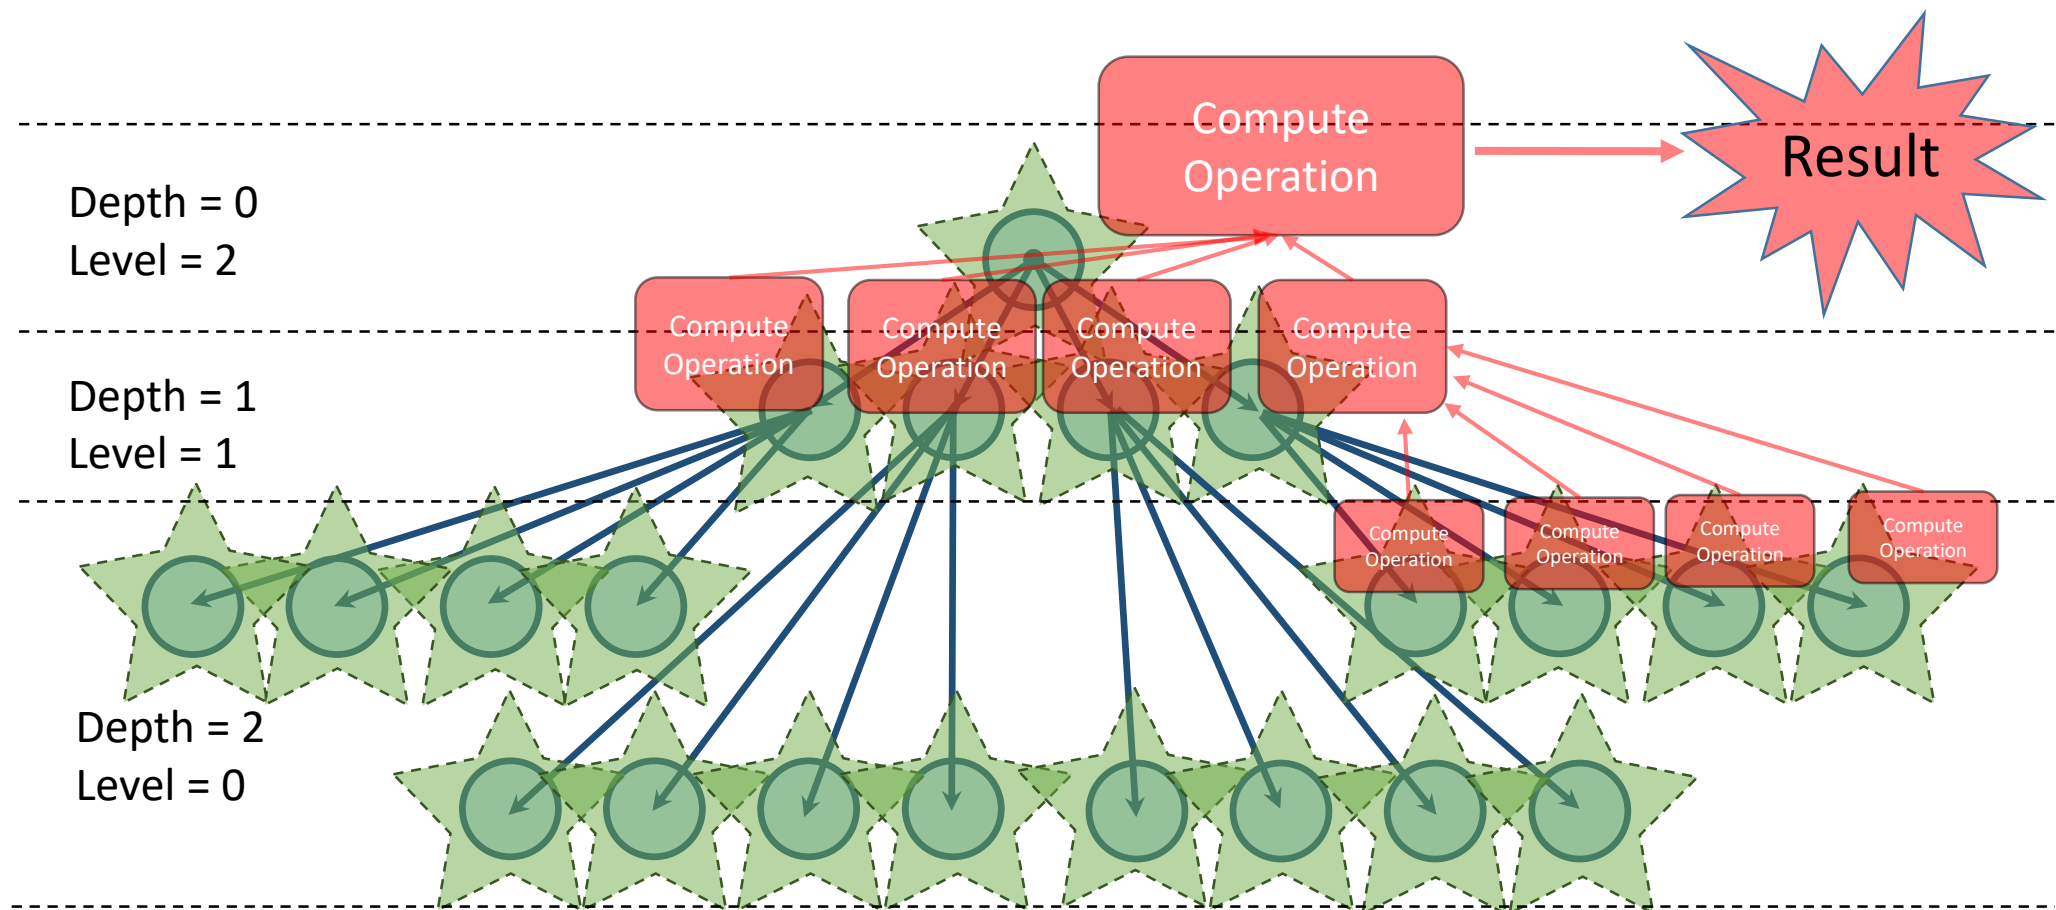 Compute
Operation
Result
Depth = 0
Level = 2
Compute
Operation
Compute
Operation
Compute
Operation
Compute
Operation
Depth = 1
Level = 1
Compute
Operation
Compute
Operation
Compute
Operation
Compute
Operation
Depth = 2
Level = 0